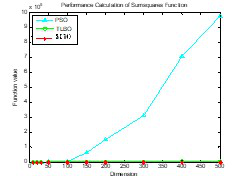 Performance Calculation of Sumsquares Function
x 10
10
9
8
7
6
5
4
3
2
1
0
PSO
TLBO
0 50 100 150 200 250 300 350 400 450 500
Function value
Dimension